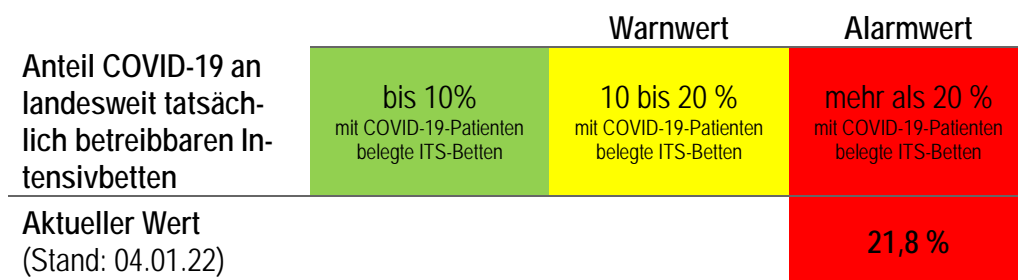 Warnwert Alarmwert
Anteil COVID-19 an
landesweit tatsäch-
lich betreibbaren In-
tensivbetten
bis 10%
mit COVID-19-Patienten
belegte ITS-Betten
10 bis 20 %
mit COVID-19-Patienten
belegte ITS-Betten
mehr als 20 %
mit COVID-19-Patienten
belegte ITS-Betten
Aktueller Wert
(Stand: 04.01.22)
21,8 %